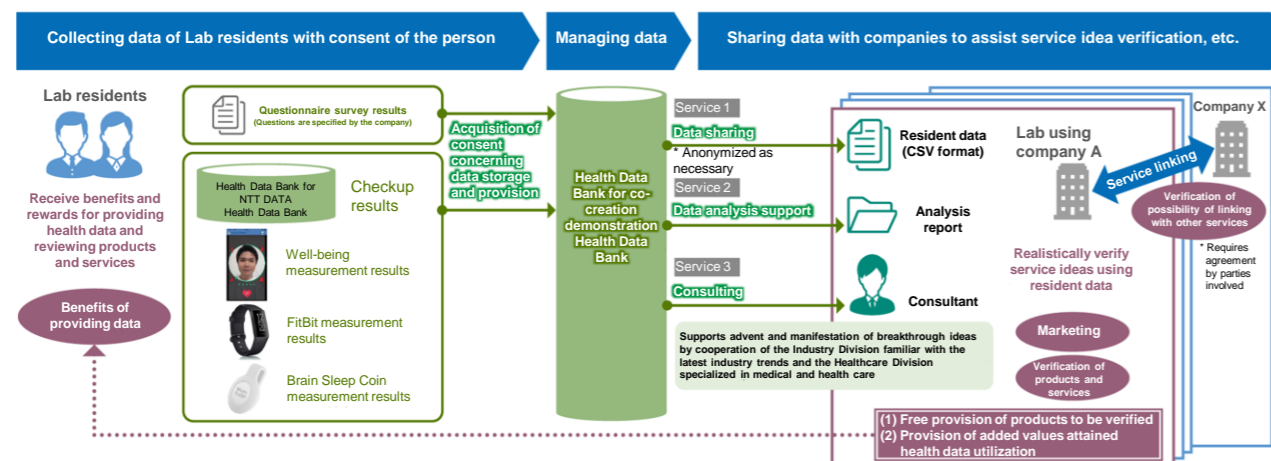 Collecting data of Lab residents with consent of the person
Managing data
Sharing data with companies to assist service idea verification, etc.
Lab residents
Receive benefits and
rewards for providing
health data and
reviewing products
and services
Benefits of
providing data
Questionnaire survey results
(Questions are specified by the company)
Health Data Bank for
NTT DATA
Health Data Bank
Checkup
results
Well-being
measurement results
FitBit measurement
results
Brain Sleep Coin
measurement results
Acquisition of
consent
concerning
data storage
and provision
Health Data
Bank for co-
creation
demonstration
Health Data
Bank
Service 1
Data sharing
* Anonymized as
necessary
Service 2
Data analysis support
Service 3
Consulting
Resident data
(CSV format)
Analysis
report
Consultant
Supports advent and manifestation of breakthrough ideas
by cooperation of the Industry Division familiar with the
latest industry trends and the Healthcare Division
specialized in medical and health care
Lab using
company A
Service linking
Company X
Verification of
possibility of linking
with other services
* Requires
agreement
by parties
involved
Realistically verify
service ideas using
resident data
Marketing
Verification of
products and
services
(1) Free provision of products to be verified
(2) Provision of added values attained
health data utilization